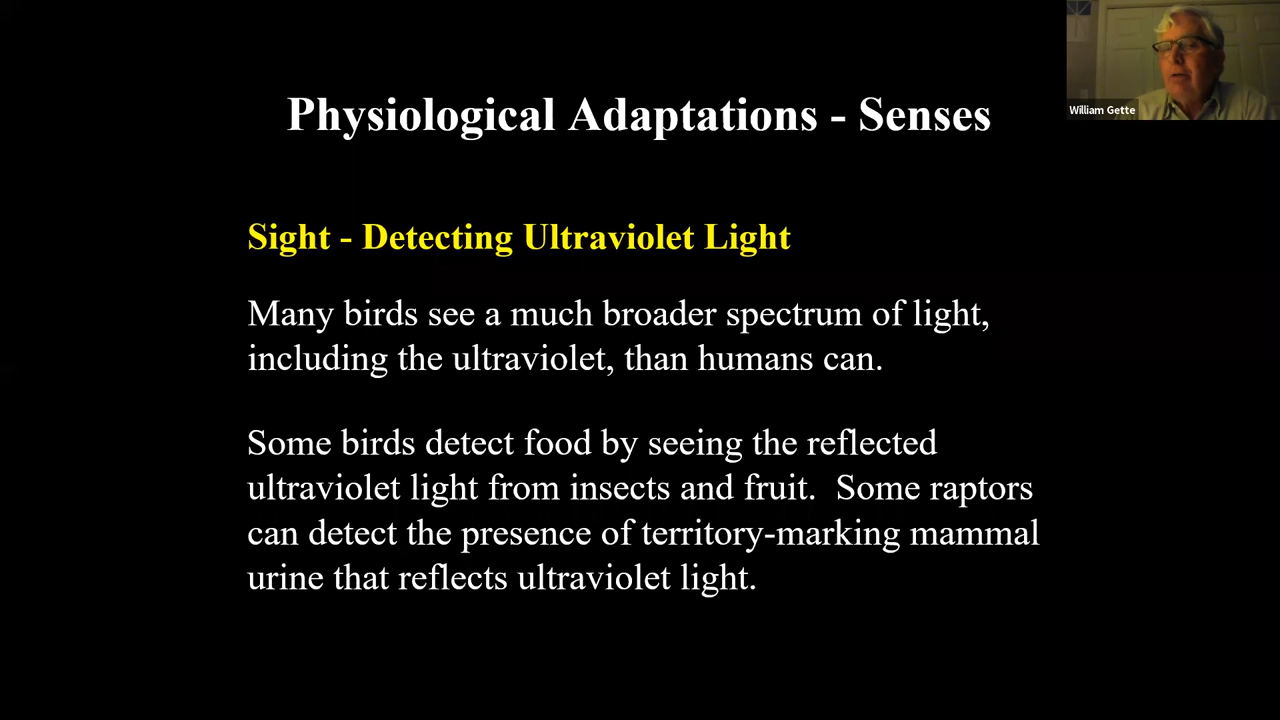 Physiological Adaptations - Senses
William Gette
Sight - Detecting Ultraviolet Light
Many birds see a much broader spectrum of light,
including the ultraviolet, than humans can.
Some birds detect food by seeing the reflected
ultraviolet light from insects and fruit.  Some raptors
can detect the presence of territory-marking mammal
urine that reflects ultraviolet light.